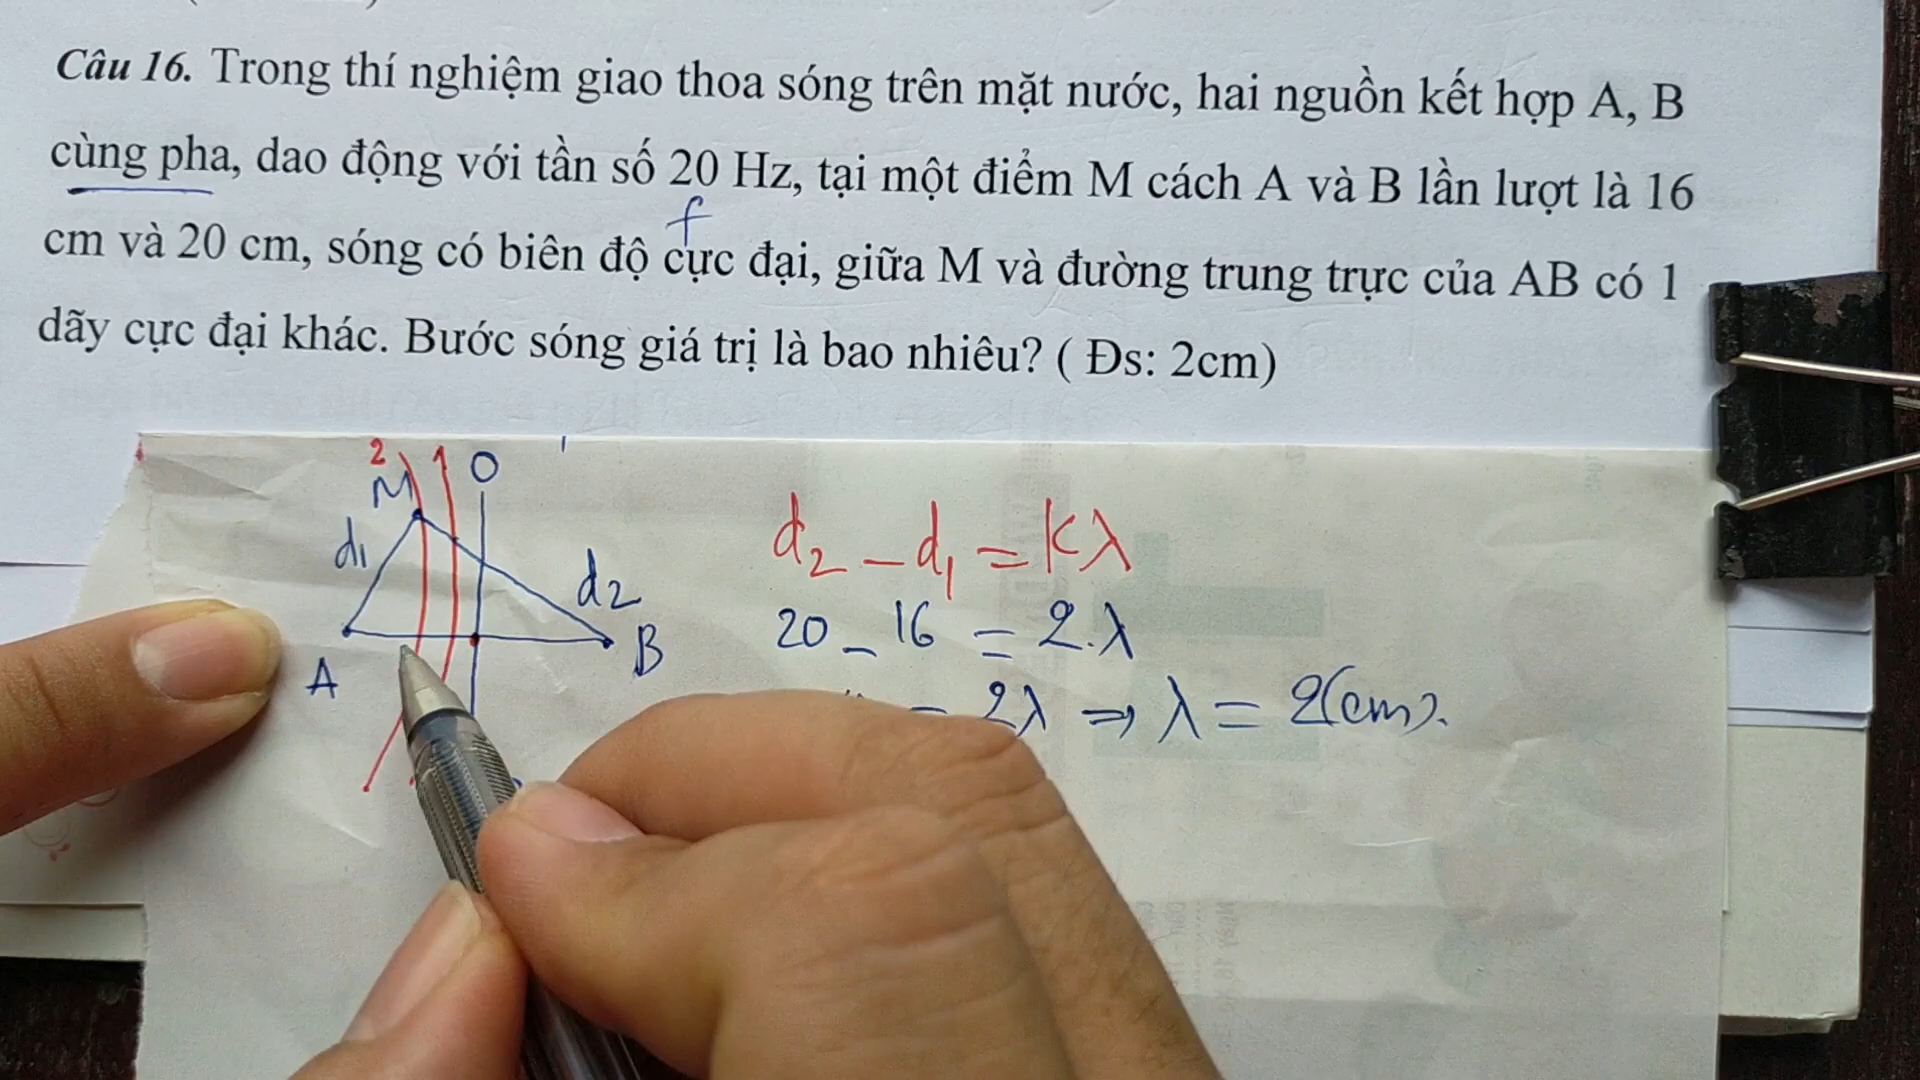 Câu 16. Trong thí nghiệm giao thoa sóng trên mặt nước, hai nguồn kết hợp A, B
cùng pha, dao động với tần số 20 Hz, tại một điểm M cách A và B lần lượt là 16
f
cm và 20 cm, sóng có biên độ cực đại, giữa M và đường trung trực của AB có 1
dãy cực đại khác. Bước sóng giá trị là bao nhiêu? ( Đs: 2cm)
2 1 O
M
d1
d2
A
B
d2 - d1 = kλ
20 - 16 = 2.λ
= 2λ ⇒ λ = 2(cm).